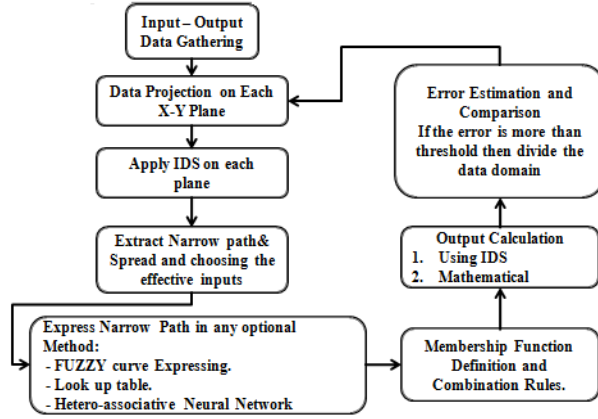 Input – Output
Data Gathering
Data Projection on Each
X-Y Plane
Apply IDS on each
plane
Extract Narrow path&
Spread and choosing the
effective inputs
Express Narrow Path in any optional
Method:
- FUZZY curve Expressing.
- Look up table.
- Hetero-associative Neural Network
Membership Function
Definition and
Combination Rules.
Output Calculation
1. Using IDS
2. Mathematical
Error Estimation and
Comparison
If the error is more than
threshold then divide the
data domain